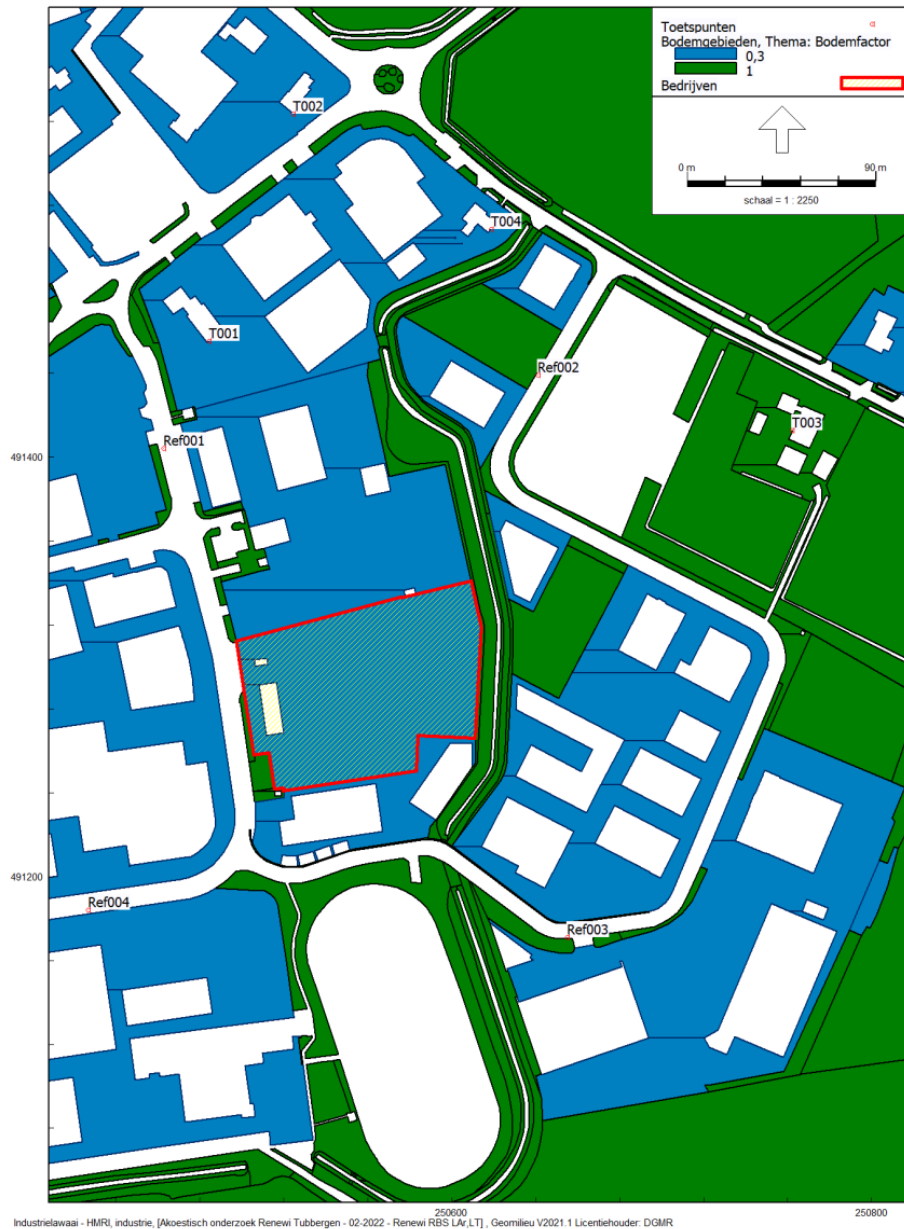 Toetspunten
Bodemgebieden, Thema: Bodemfactor
0,3
1
Bedrijven
0 m 90 m
schaal = 1 : 2250
T002
T004
T001
Ref002
T003
Ref001
491400
491200
Ref004
Ref003
250600 250800
Industrielawaai - HMRI, industrie, [Akoestisch onderzoek Renewi Tubbergen - 02-2022 - Renewi RBS LAr,LT] , Geomilieu V2021.1 Licentiehouder: DGMR